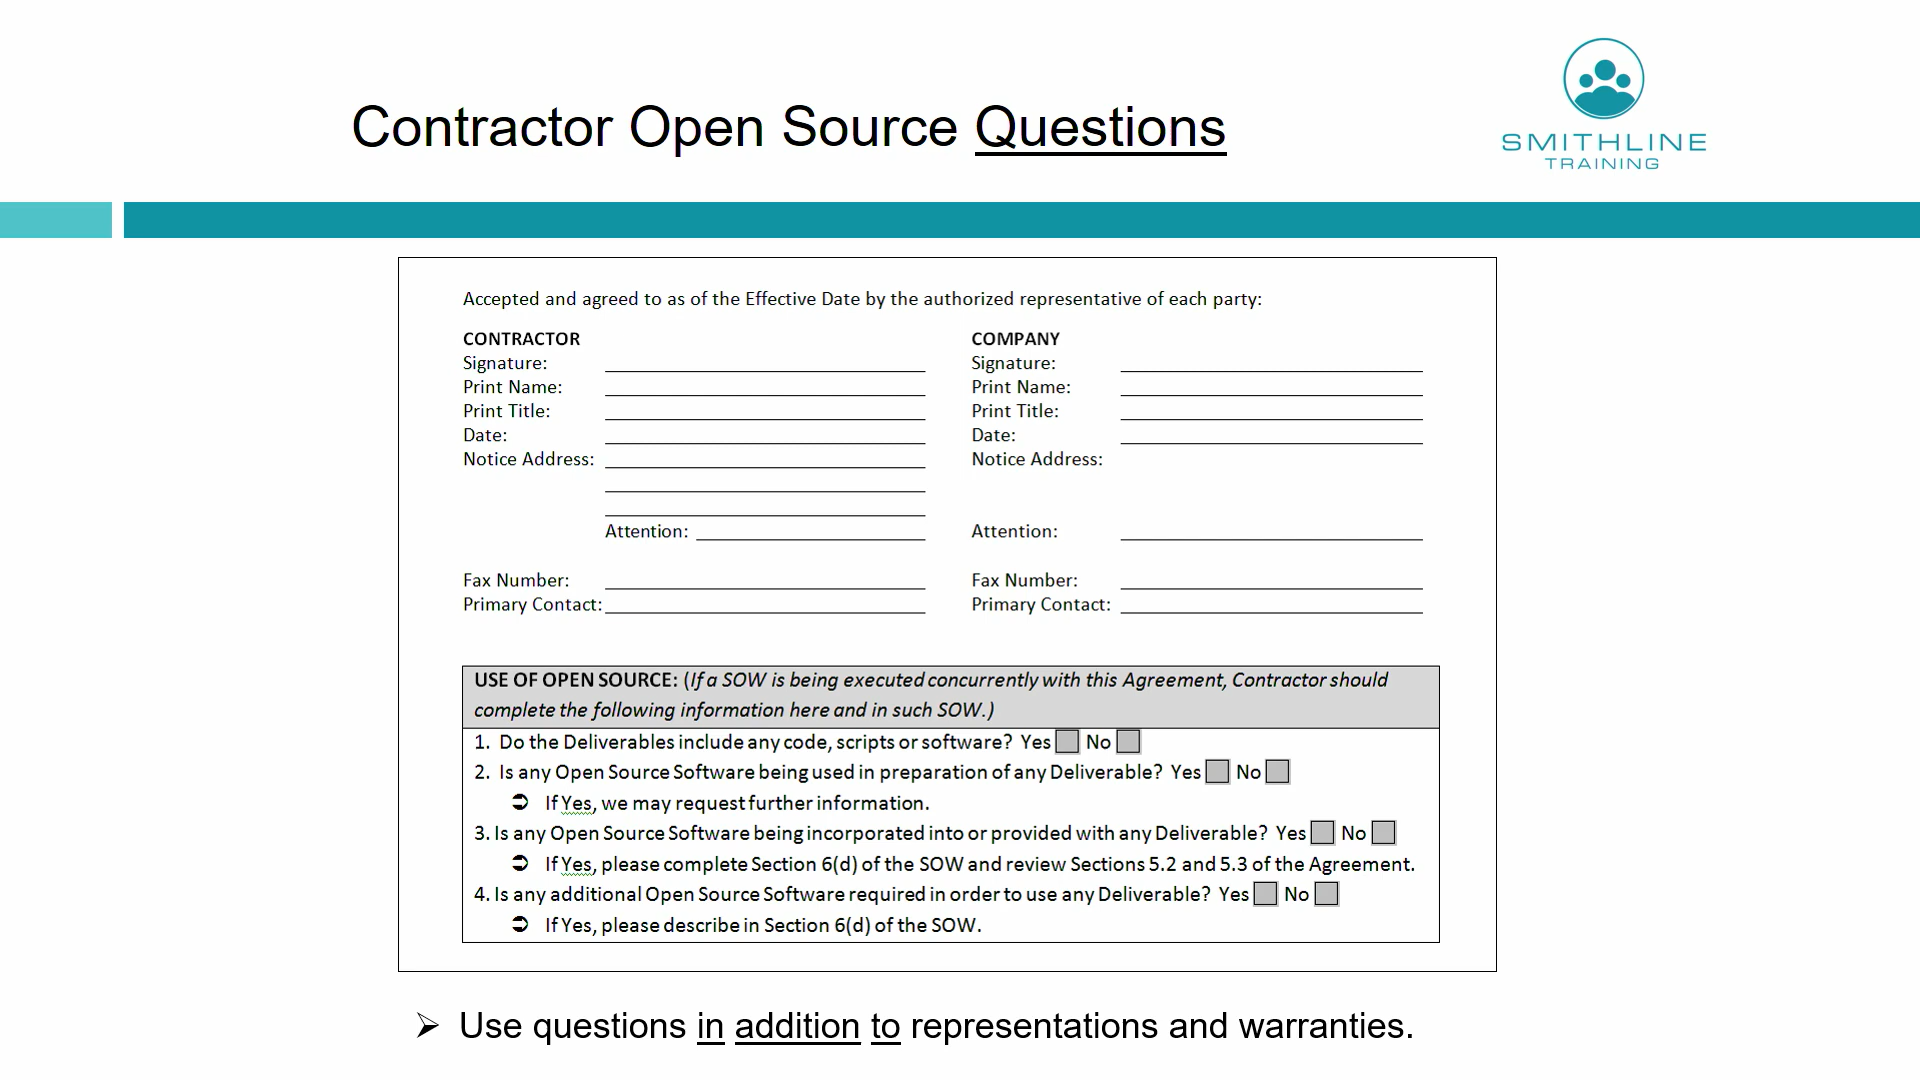 Contractor Open Source Questions
SMITHLINE
TRAINING
Accepted and agreed to as of the Effective Date by the authorized representative of each party:
CONTRACTOR
Signature:
Print Name:
Print Title:
Date:
Notice Address:
Attention:
Fax Number:
Primary Contact:
COMPANY
Signature:
Print Name:
Print Title:
Date:
Notice Address:
Attention:
Fax Number:
Primary Contact:
USE OF OPEN SOURCE: (If a SOW is being executed concurrently with this Agreement, Contractor should
complete the following information here and in such SOW.)
1. Do the Deliverables include any code, scripts or software? Yes No
2. Is any Open Source Software being used in preparation of any Deliverable? Yes No
➲ If Yes, we may request further information.
3. Is any Open Source Software being incorporated into or provided with any Deliverable? Yes No
➲ If Yes, please complete Section 6(d) of the SOW and review Sections 5.2 and 5.3 of the Agreement.
4. Is any additional Open Source Software required in order to use any Deliverable? Yes No
➲ If Yes, please describe in Section 6(d) of the SOW.
➢ Use questions in addition to representations and warranties.